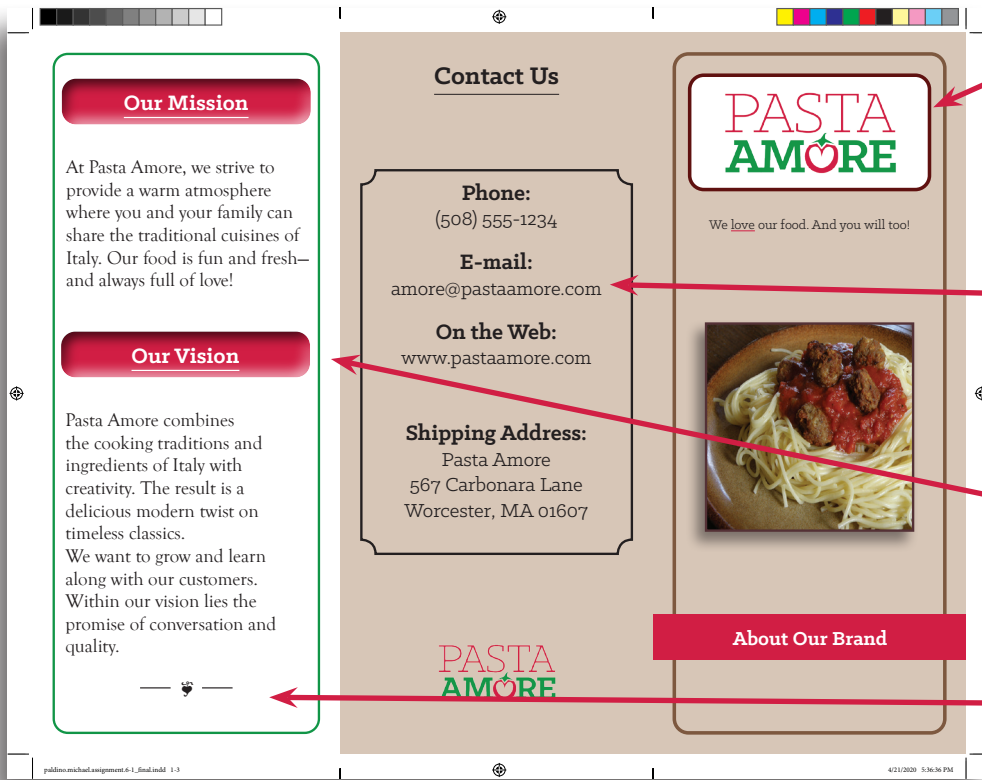 Our Mission
At Pasta Amore, we strive to
provide a warm atmosphere
where you and your family can
share the traditional cuisines of
Italy. Our food is fun and fresh—
and always full of love!
Our Vision
Pasta Amore combines
the cooking traditions and
ingredients of Italy with
creativity. The result is a
delicious modern twist on
timeless classics.
We want to grow and learn
along with our customers.
Within our vision lies the
promise of conversation and
quality.
Contact Us
Phone:
(508) 555-1234
E-mail:
amore@pastaamore.com
On the Web:
www.pastaamore.com
Shipping Address:
Pasta Amore
567 Carbonara Lane
Worcester, MA 01607
PASTA
AMORE
PASTA
AMORE
We love our food. And you will too!
About Our Brand
paldino.michael.assignment.6-1_final.indd 1-3
4/21/2020 5:36:36 PM